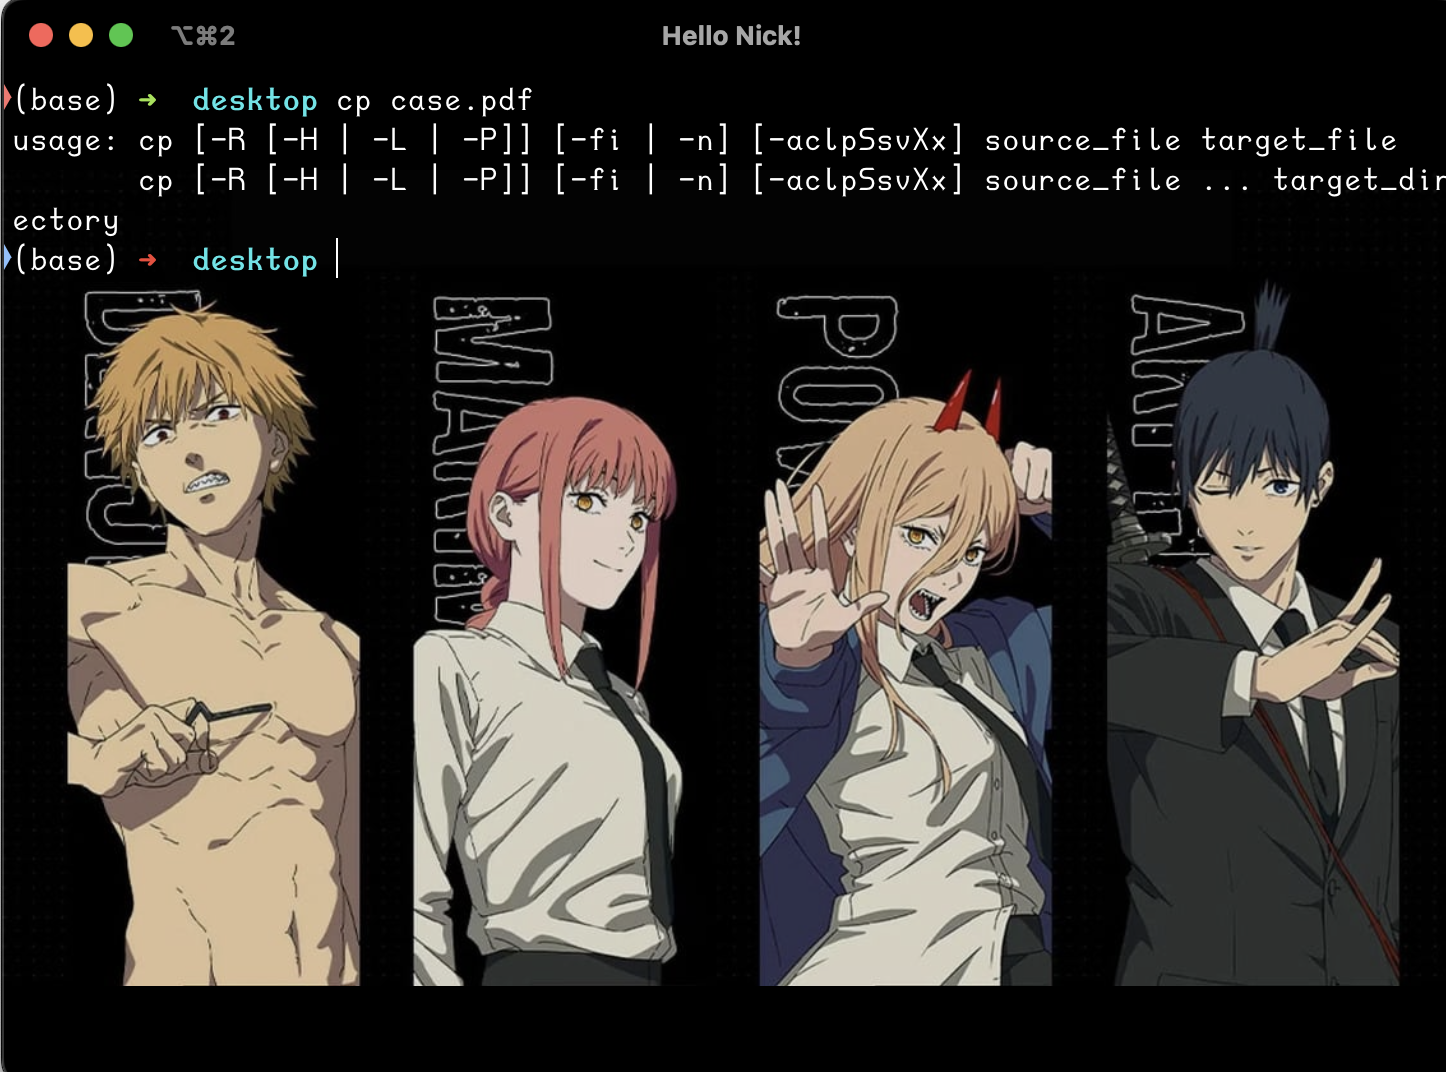 ⌥⌘2
Hello Nick!
(base) ➜ desktop cp case.pdf
usage: cp [-R [-H | -L | -P]] [-fi | -n] [-aclpSsvXx] source_file target_file
cp [-R [-H | -L | -P]] [-fi | -n] [-aclpSsvXx] source_file ... target_dir
ectory
(base) ➜ desktop